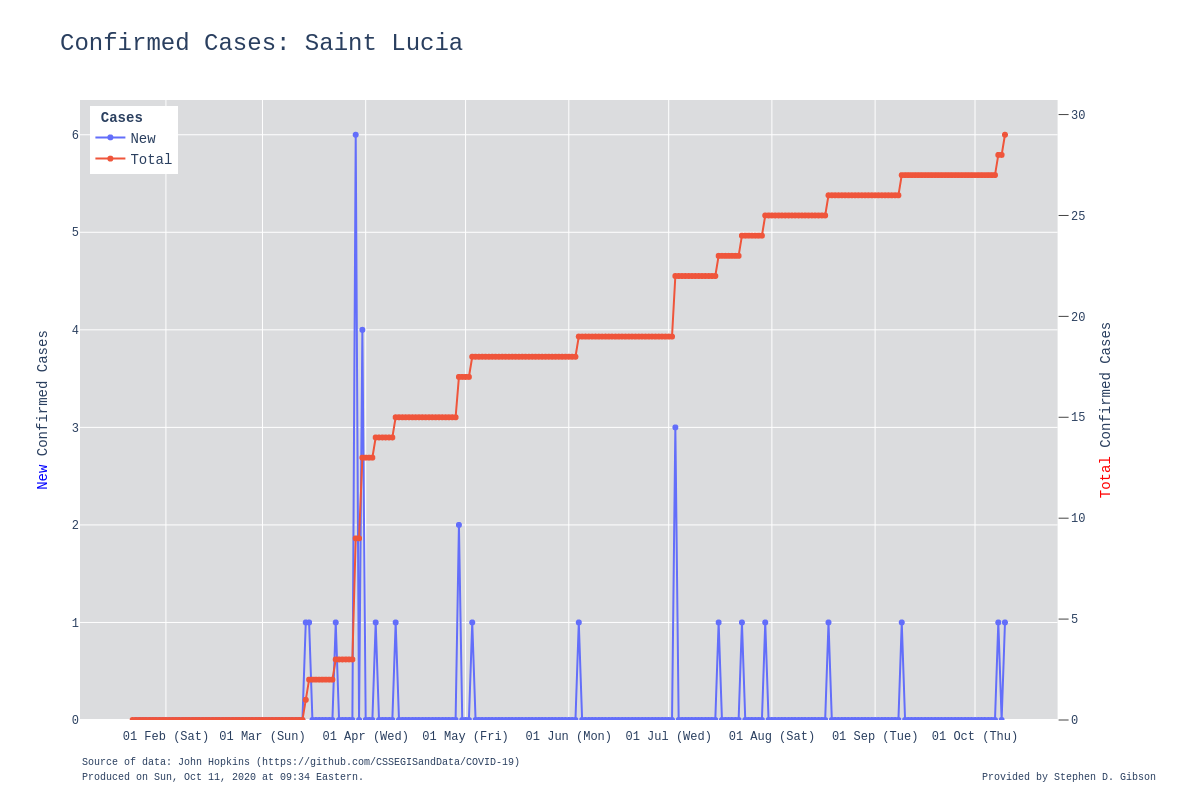 Confirmed Cases: Saint Lucia
Cases
New
Total
6
5
4
3
2
1
0
New Confirmed Cases
30
25
20
15
10
5
0
Total Confirmed Cases
01 Feb (Sat) 01 Mar (Sun) 01 Apr (Wed) 01 May (Fri) 01 Jun (Mon) 01 Jul (Wed) 01 Aug (Sat) 01 Sep (Tue) 01 Oct (Thu)
Source of data: John Hopkins (https://github.com/CSSEGISandData/COVID-19)
Produced on Sun, Oct 11, 2020 at 09:34 Eastern.
Provided by Stephen D. Gibson